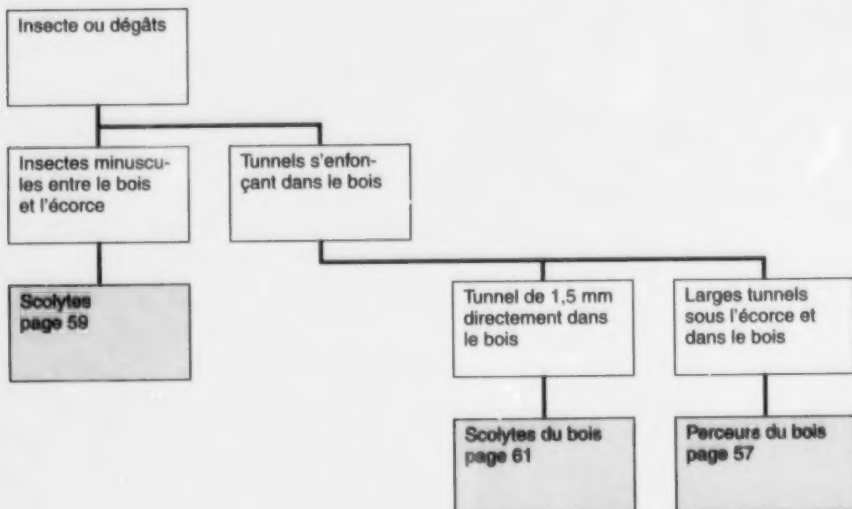 Insecte ou dégâts
Insectes minuscu-
les entre le bois
et l'écorce
Tunnels s'enfon-
çant dans le bois
Scolytes
page 59
Tunnel de 1,5 mm
directement dans
le bois
Larges tunnels
sous l'écorce et
dans le bois
Scolytes du bois
page 61
Perceurs du bois
page 57